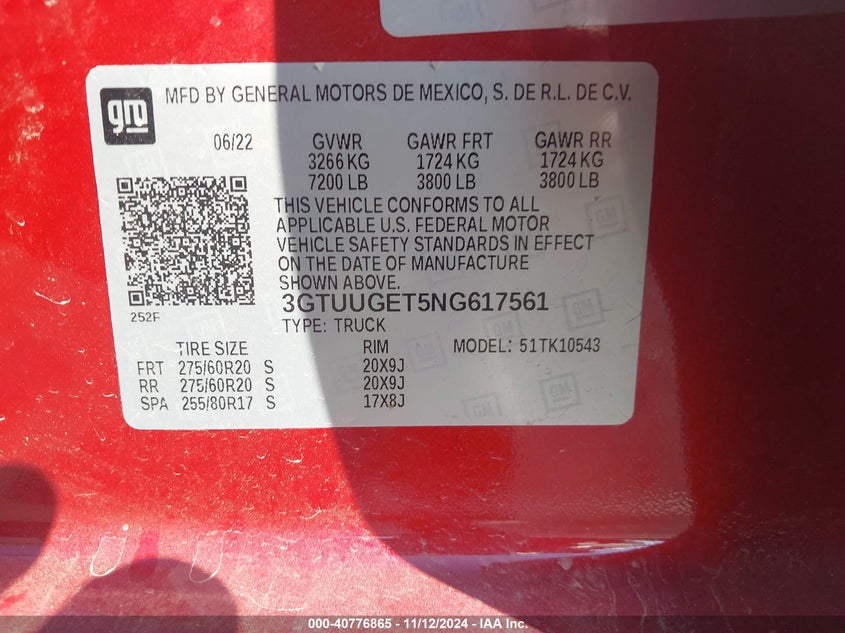 gm MFD BY GENERAL MOTORS DE MEXICO, S. DE R.L. DE C.V.
06/22 GVWR GAWR FRT GAWR RR
3266 KG 1724 KG 1724 KG
7200 LB 3800 LB 3800 LB
THIS VEHICLE CONFORMS TO ALL
APPLICABLE U.S. FEDERAL MOTOR
VEHICLE SAFETY STANDARDS IN EFFECT
ON THE DATE OF MANUFACTURE
SHOWN ABOVE.
252F
3GTUUGET5NG617561
TYPE: TRUCK
TIRE SIZE RIM MODEL: 51TK10543
FRT 275/60R20 S 20X9J
RR 275/60R20 S 20X9J
SPA 255/80R17 S 17X8J
000-40776865 - 11/12/2024 - IAA Inc.